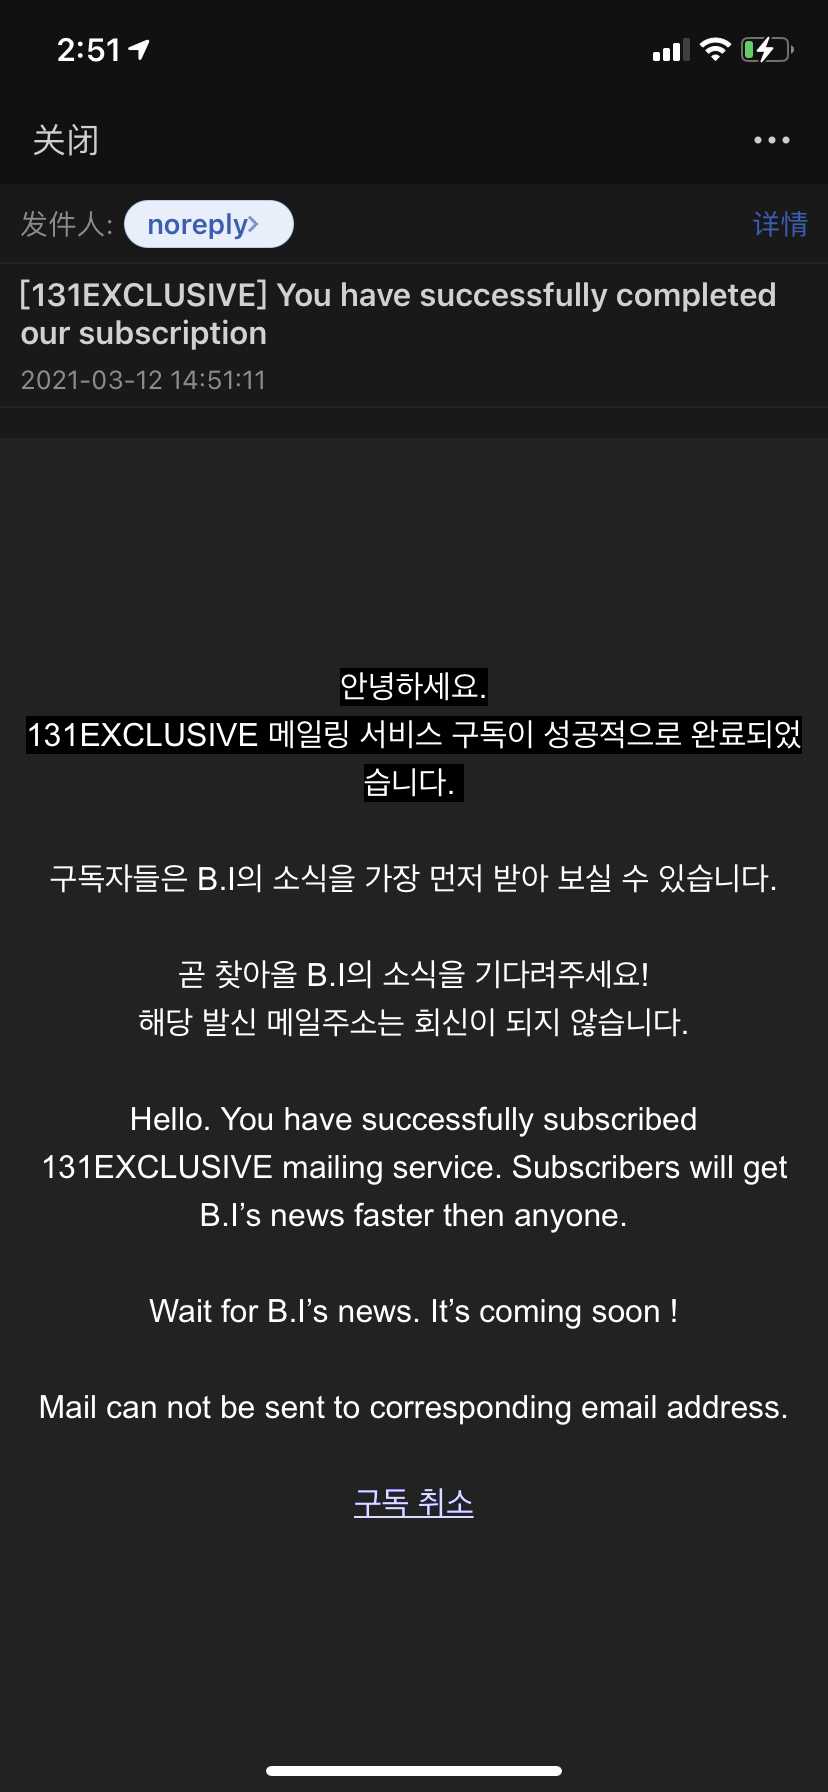 2:51
关闭
发件人: noreply
详情
[131EXCLUSIVE] You have successfully completed
our subscription
2021-03-12 14:51:11
안녕하세요.
131EXCLUSIVE 메일링 서비스 구독이 성공적으로 완료되었
습니다.
구독자들은 B.I의 소식을 가장 먼저 받아 보실 수 있습니다.
곧 찾아올 B.I의 소식을 기다려주세요!
해당 발신 메일주소는 회신이 되지 않습니다.
Hello. You have successfully subscribed
131EXCLUSIVE mailing service. Subscribers will get
B.I’s news faster then anyone.
Wait for B.I’s news. It’s coming soon !
Mail can not be sent to corresponding email address.
구독 취소